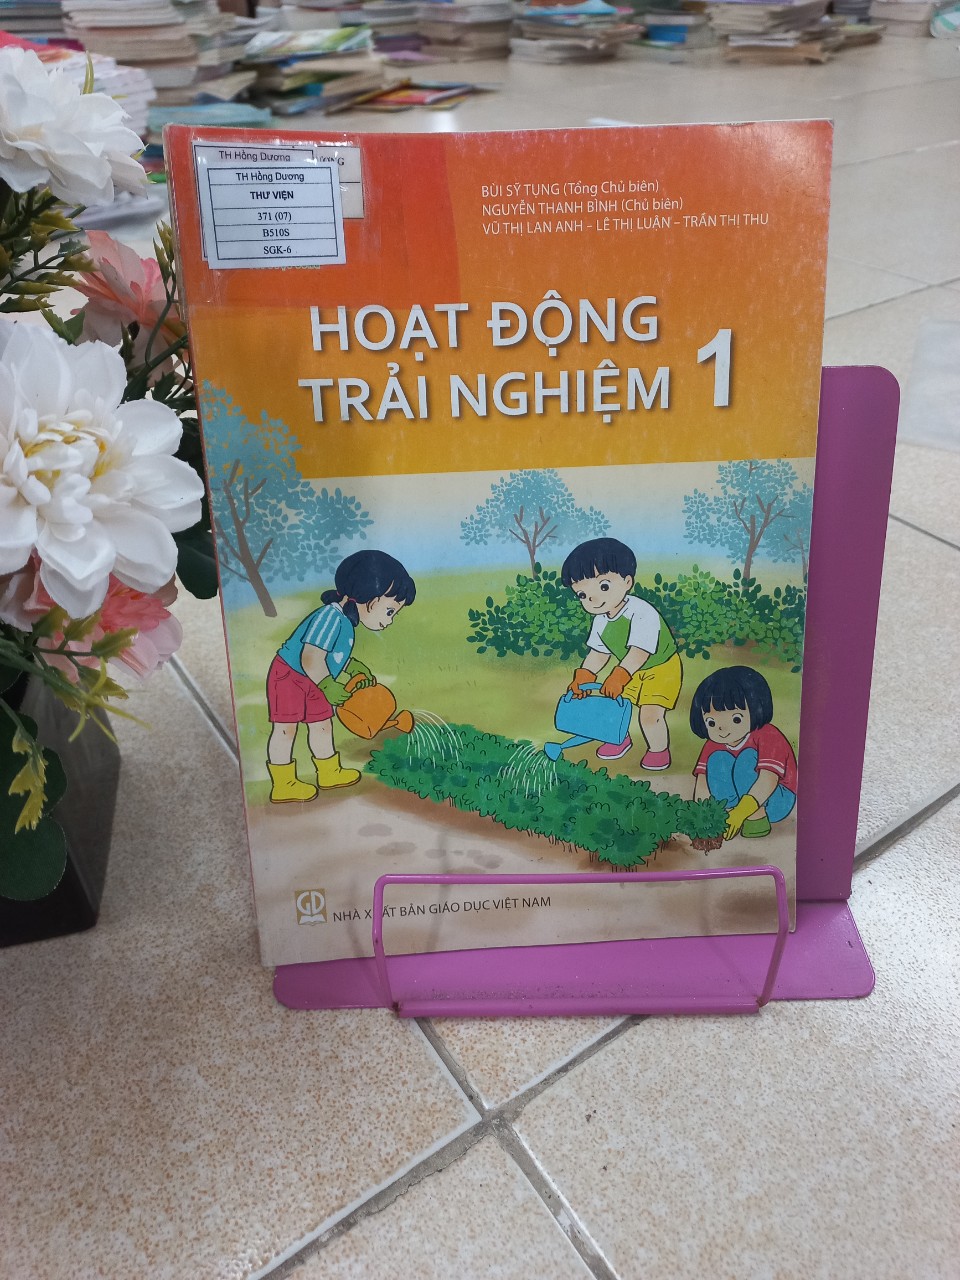 TH Hồng Dương
TH Hồng Dương
THƯ VIỆN
371 (07)
B510S
SGK-6
BÙI SỸ TỤNG (Tổng Chủ biên)
NGUYỄN THANH BÌNH (Chủ biên)
VŨ THỊ LAN ANH – LÊ THỊ LUẬN – TRẦN THỊ THU
HOẠT ĐỘNG
TRẢI NGHIỆM 1
GD
NHÀ XUẤT BẢN GIÁO DỤC VIỆT NAM